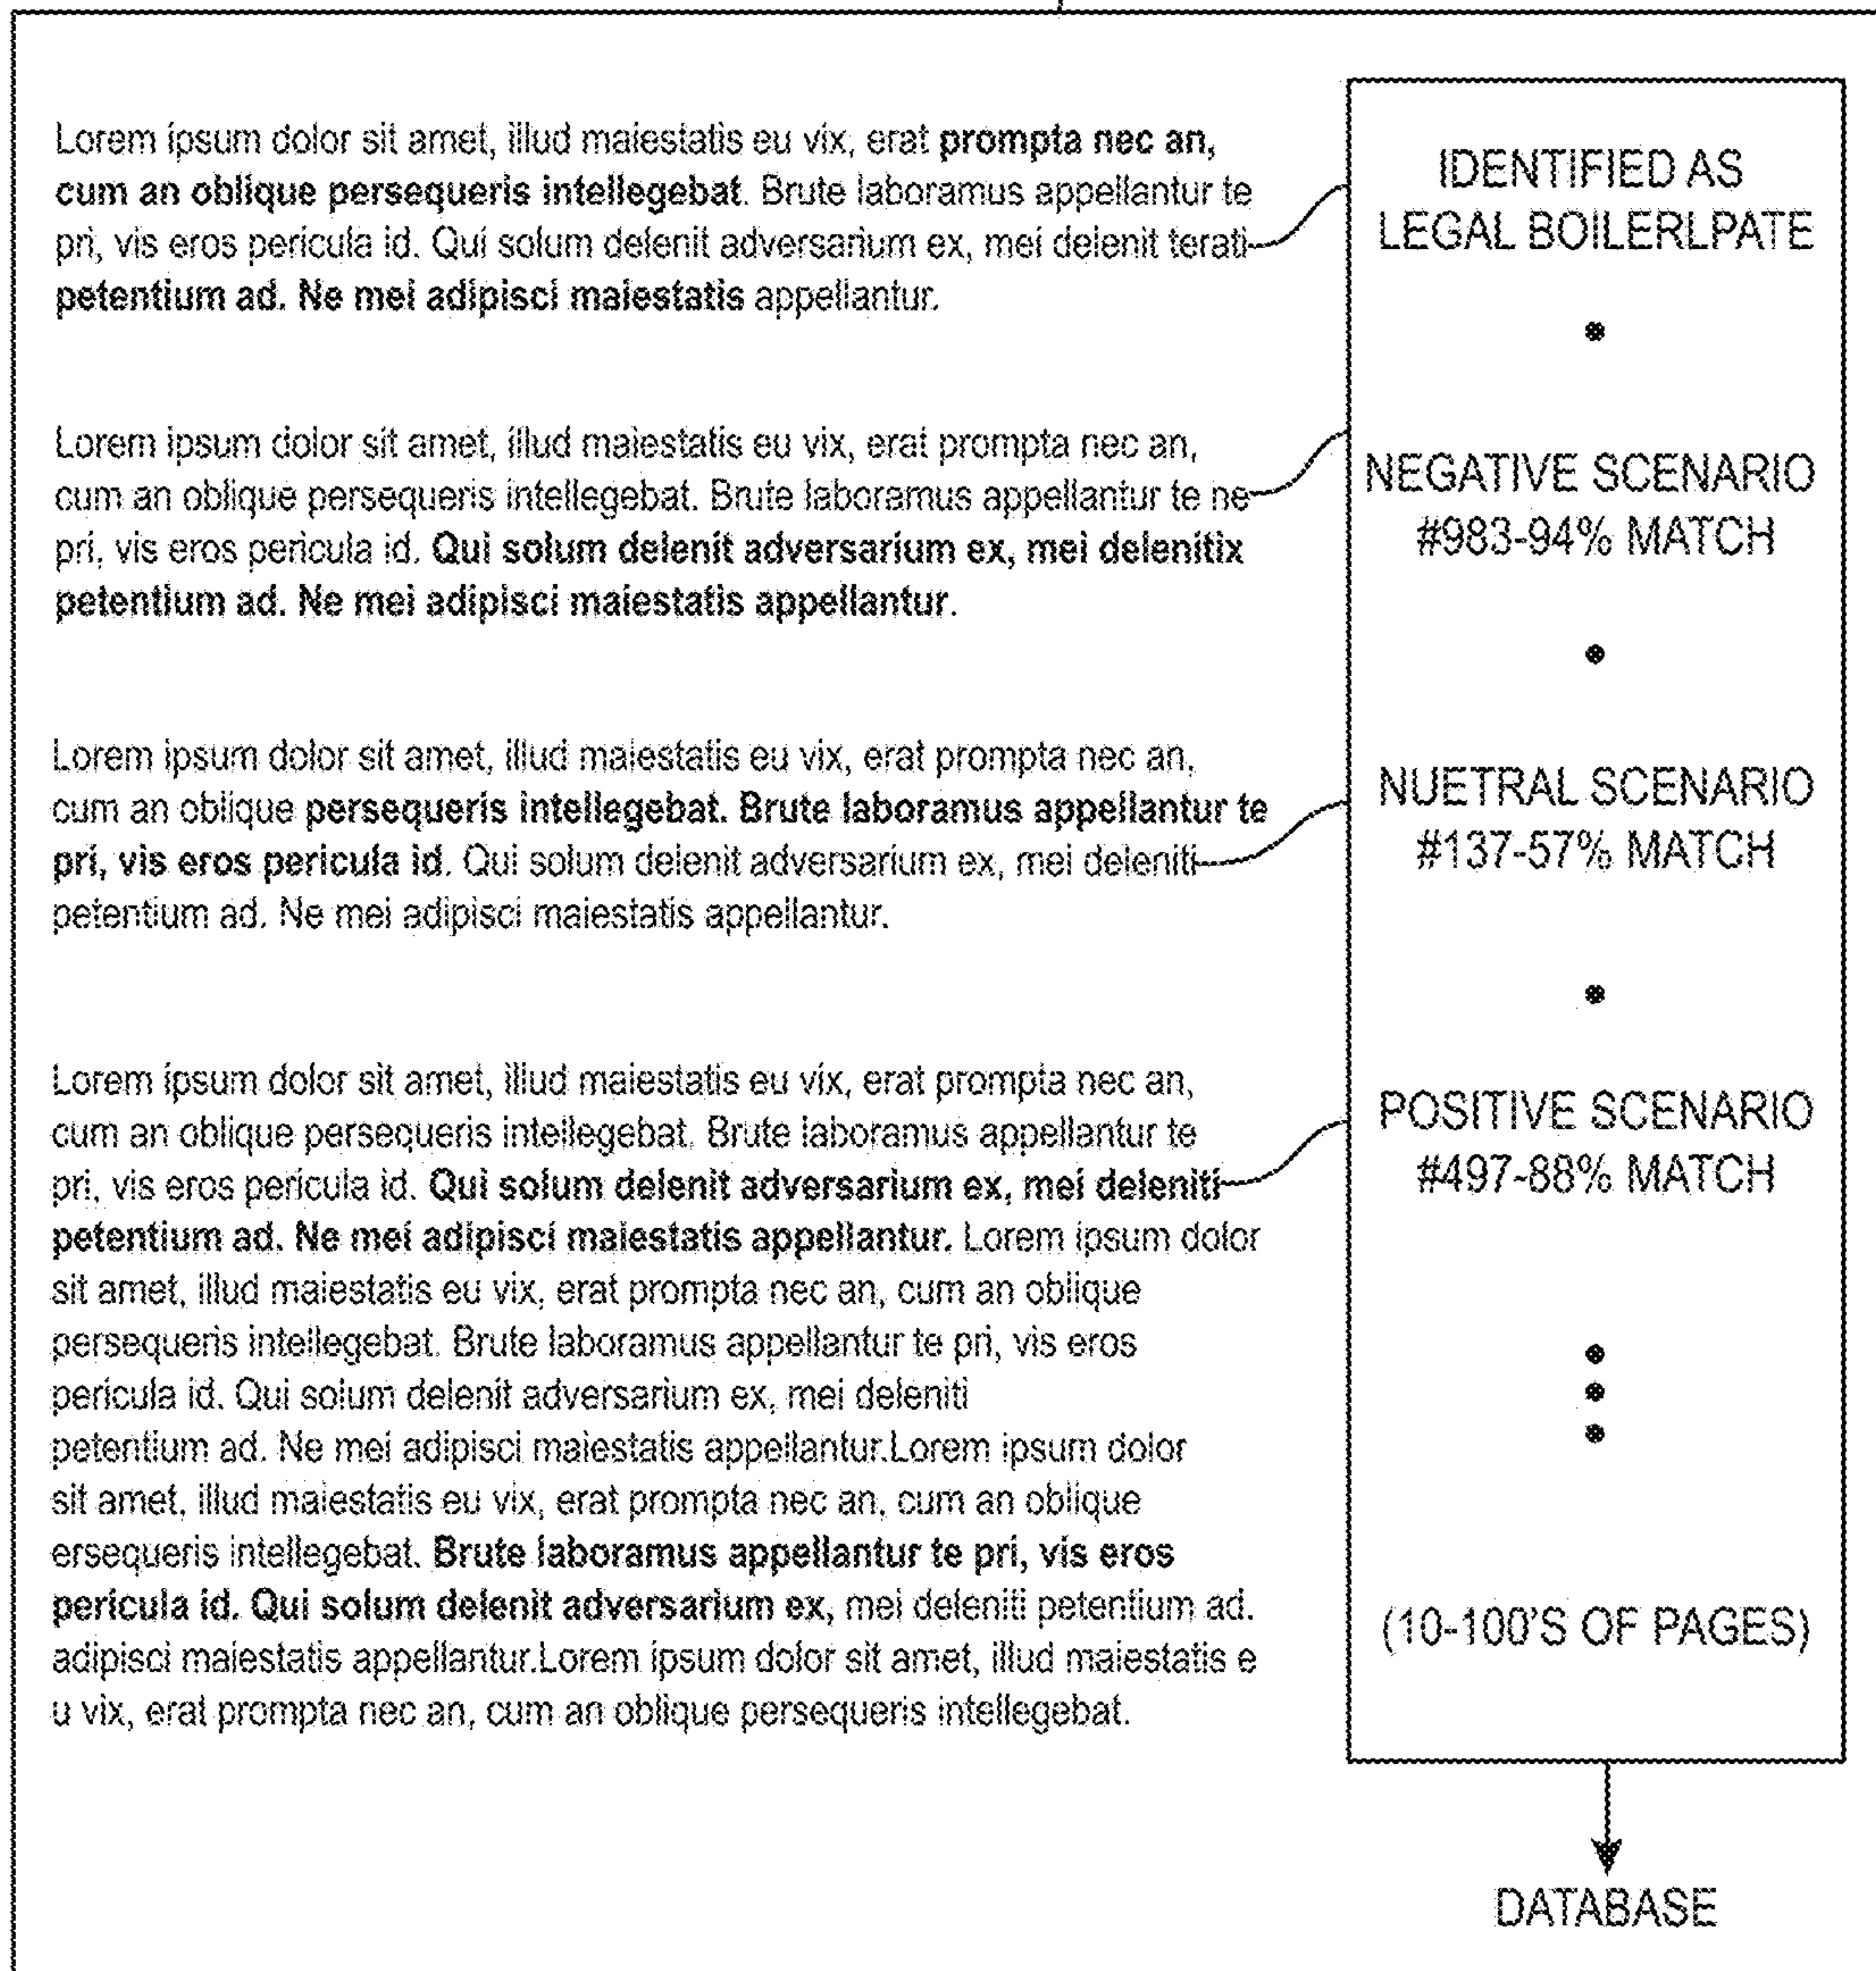 Lorem ipsum dolor sit amet, illud maiestatis eu vix, erat prompta nec an,
cum an oblique persequeris intellegebat. Brute laboramus appellantur te
pri, vis eros pericula id. Qui solum delenit adversarium ex, mei delenit terati
petentium ad. Ne mei adipisci maiestatis appellantur.
Lorem ipsum dolor sit amet, illud maiestatis eu vix, erat prompta nec an,
cum an oblique persequeris intellegebat. Brute laboramus appellantur te ne
pri, vis eros pericula id. Qui solum delenit adversarium ex, mei delenitix
petentium ad. Ne mei adipisci maiestatis appellantur.
Lorem ipsum dolor sit amet, illud maiestatis eu vix, erat prompta nec an,
cum an oblique persequeris intellegebat. Brute laboramus appellantur te
pri, vis eros pericula id. Qui solum delenit adversarium ex, mei deleniti
petentium ad. Ne mei adipisci maiestatis appellantur.
Lorem ipsum dolor sit amet, illud maiestatis eu vix, erat prompta nec an,
cum an oblique persequeris intellegebat. Brute laboramus appellantur te
pri, vis eros pericula id. Qui solum delenit adversarium ex, mei deleniti
petentium ad. Ne mei adipisci maiestatis appellantur. Lorem ipsum dolor
sit amet, illud maiestatis eu vix, erat prompta nec an, cum an oblique
persequeris intellegebat. Brute laboramus appellantur te pri, vis eros
pericula id. Qui solum delenit adversarium ex, mei deleniti
petentium ad. Ne mei adipisci maiestatis appellantur.Lorem ipsum dolor
sit amet, illud maiestatis eu vix, erat prompta nec an, cum an oblique
ersequeris intellegebat. Brute laboramus appellantur te pri, vis eros
pericula id. Qui solum delenit adversarium ex, mei deleniti petentium ad.
adipisci maiestatis appellantur.Lorem ipsum dolor sit amet, illud maiestatis e
u vix, erat prompta nec an, cum an oblique persequeris intellegebat.
IDENTIFIED AS
LEGAL BOILERLPATE
NEGATIVE SCENARIO
#983-94% MATCH
NUETRAL SCENARIO
#137-57% MATCH
POSITIVE SCENARIO
#497-88% MATCH
(10-100'S OF PAGES)
DATABASE